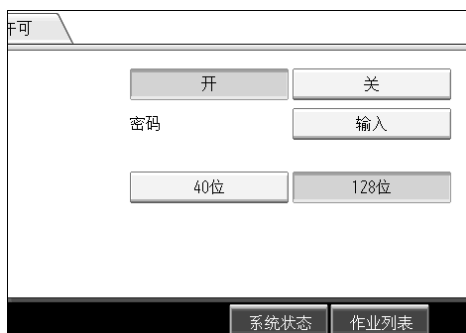 许可
开 关
密码 输入
40位 128位
系统状态 作业列表